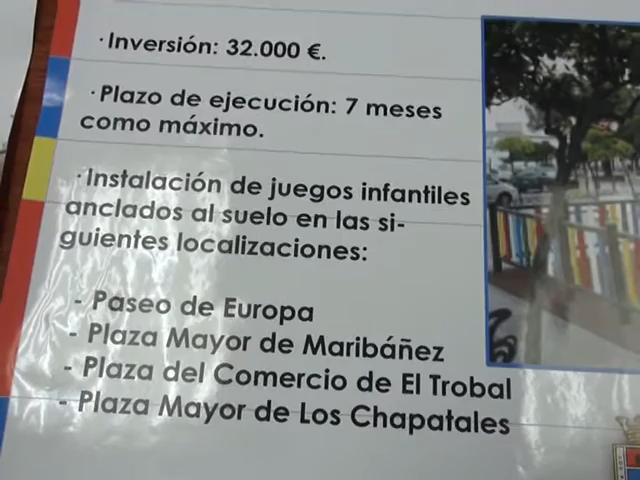 · Inversión: 32.000 €.
· Plazo de ejecución: 7 meses
como máximo.
· Instalación de juegos infantiles
anclados al suelo en las si-
guientes localizaciones:
- Paseo de Europa
- Plaza Mayor de Maribáñez
- Plaza del Comercio de El Trobal
- Plaza Mayor de Los Chapatales